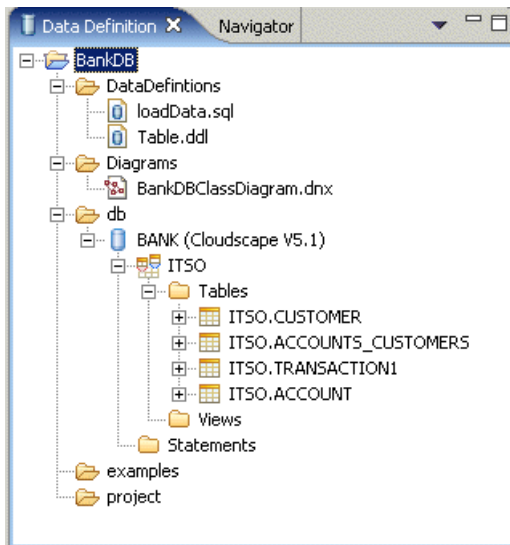 Data Definition Navigator
BankDB
DataDefintions
loadData.sql
Table.ddl
Diagrams
BankDBClassDiagram.dnx
db
BANK (Cloudscape V5.1)
ITSO
Tables
ITSO.CUSTOMER
ITSO.ACCOUNTS_CUSTOMERS
ITSO.TRANSACTION1
ITSO.ACCOUNT
Views
Statements
examples
project